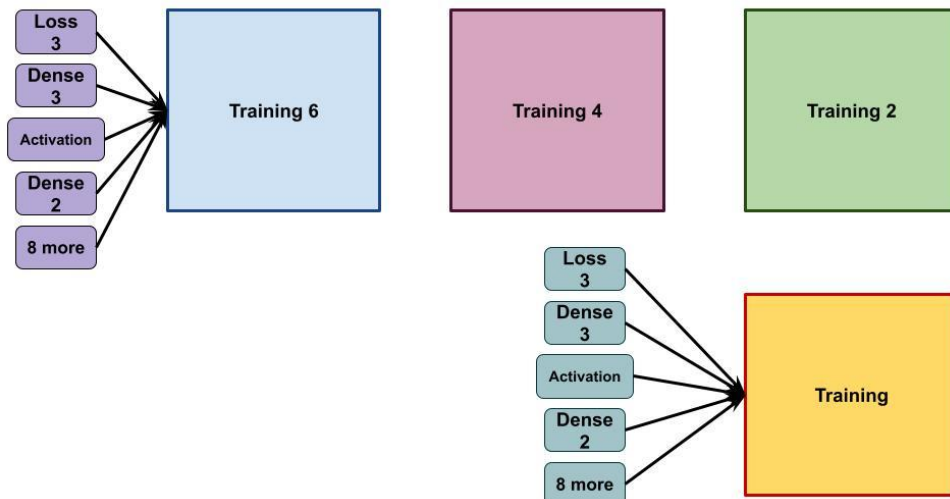 Loss
3
Dense
3
Activation
Dense
2
8 more
Training 6
Training 4
Training 2
Loss
3
Dense
3
Activation
Dense
2
8 more
Training